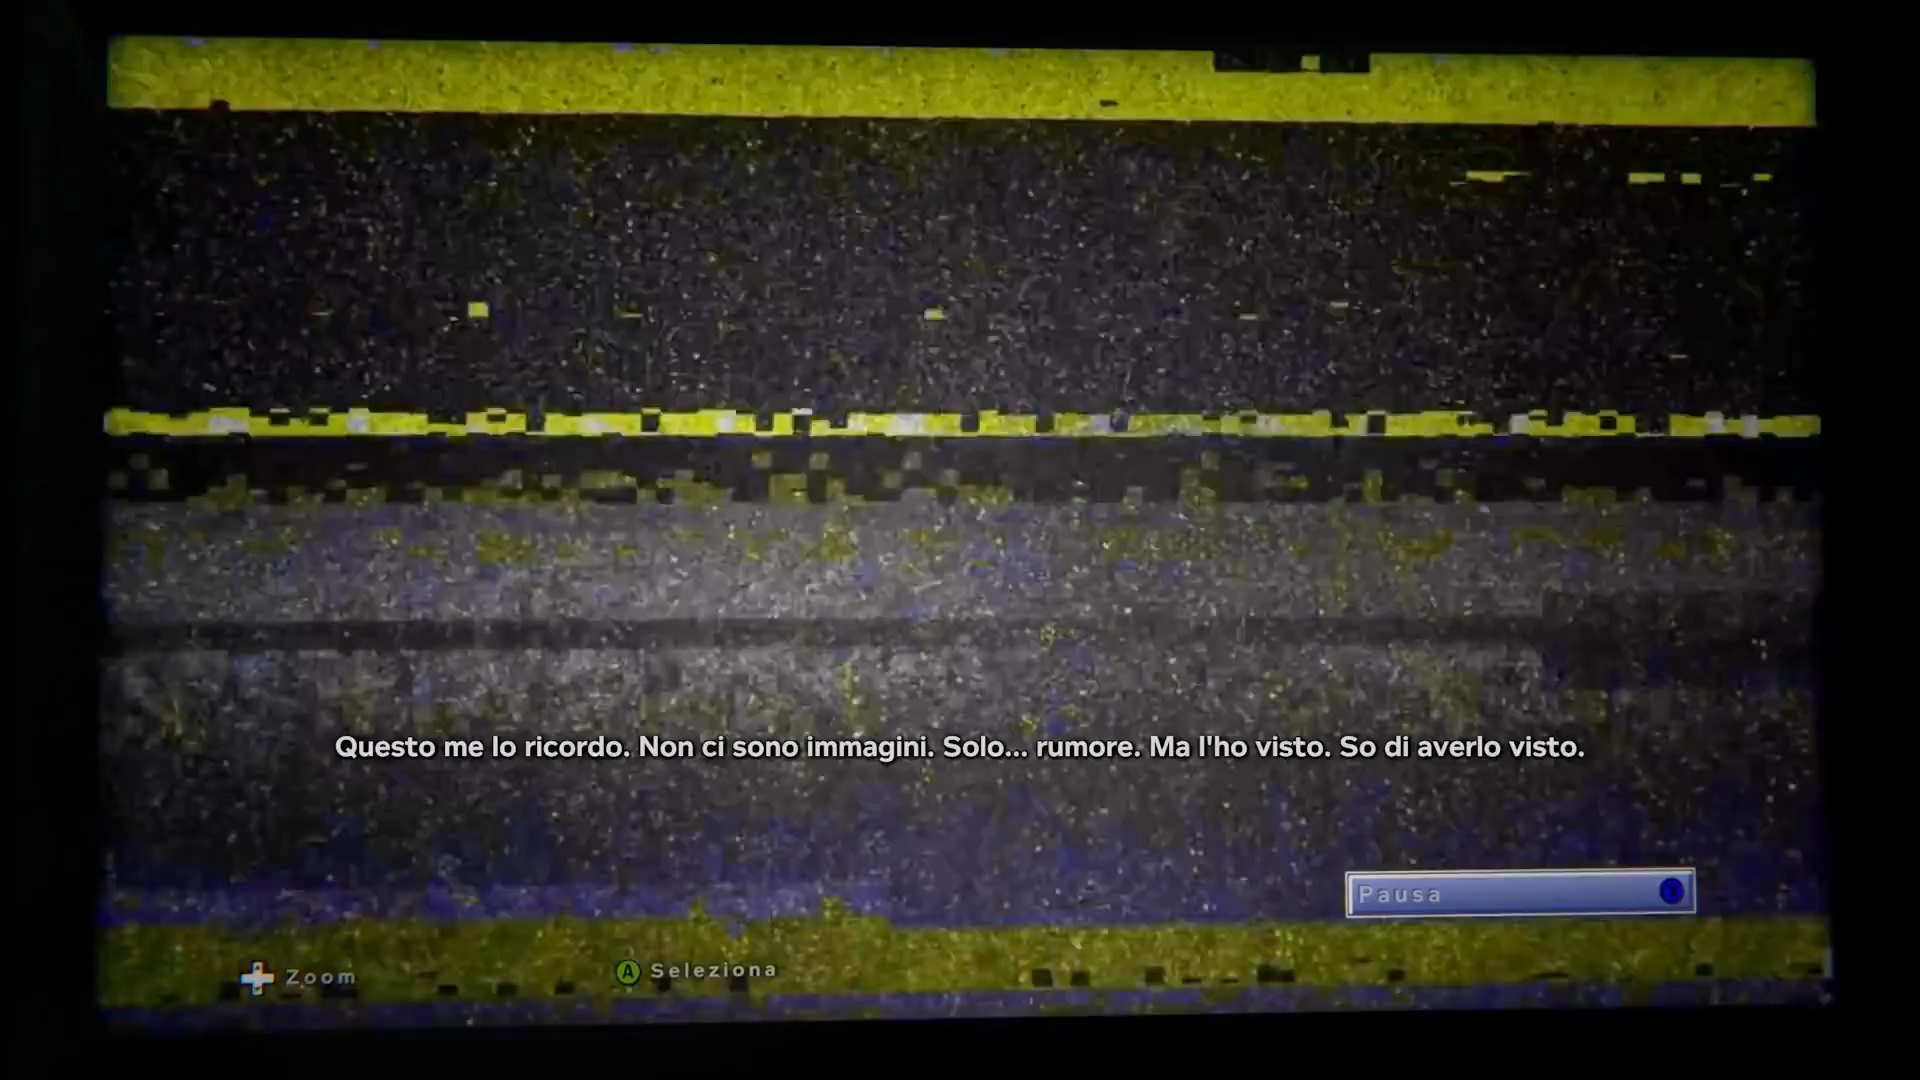 Questo me lo ricordo. Non ci sono immagini. Solo... rumore. Ma l'ho visto. So di averlo visto.
Pausa
Zoom
A Seleziona